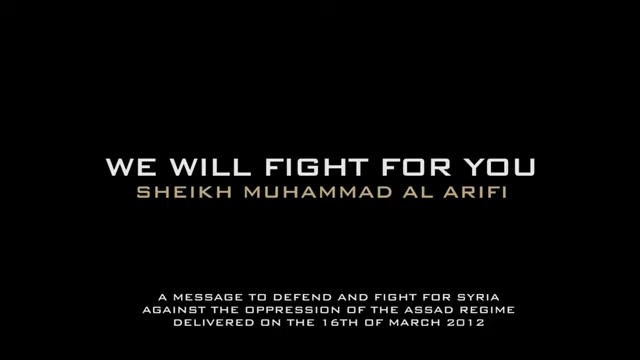 WE WILL FIGHT FOR YOU
SHEIKH MUHAMMAD AL ARIFI
A MESSAGE TO DEFEND AND FIGHT FOR SYRIA
AGAINST THE OPPRESSION OF THE ASSAD REGIME
DELIVERED ON THE 16TH OF MARCH 2012